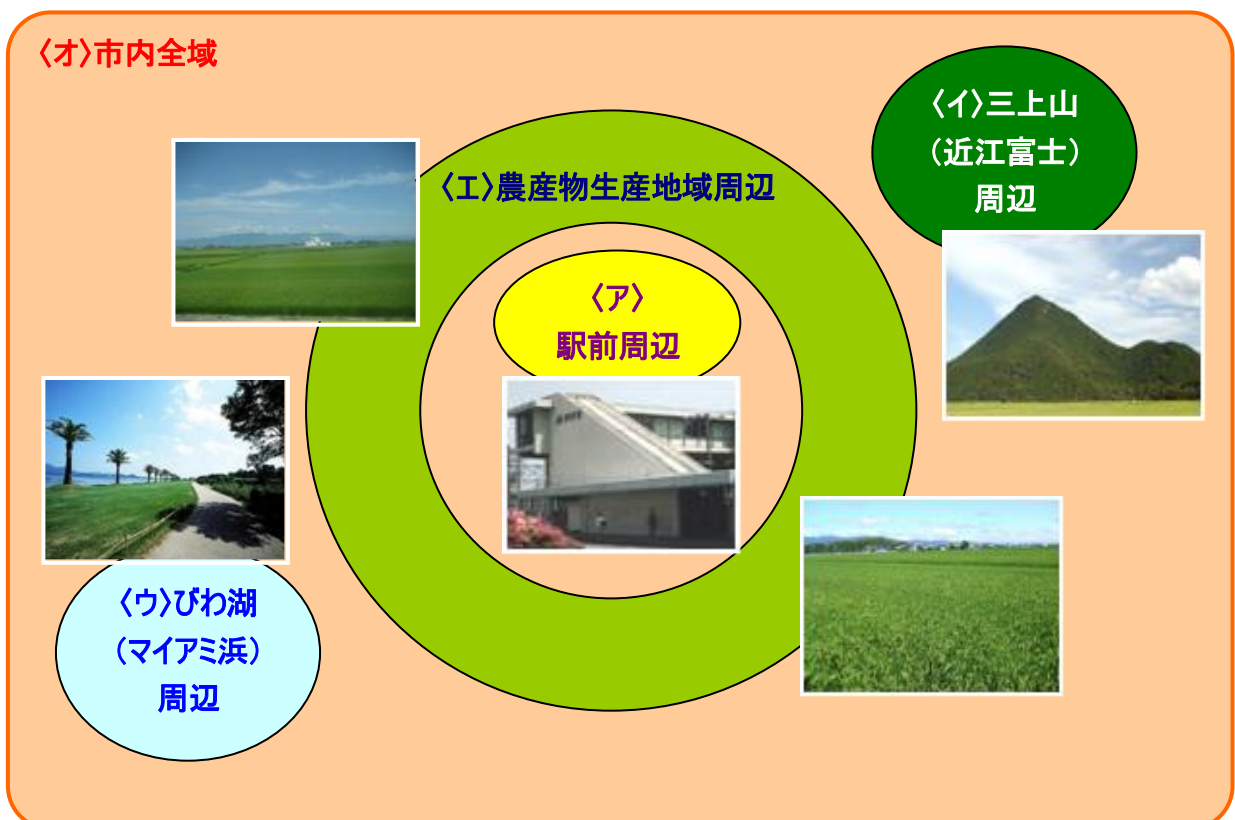 〈オ〉市内全域
〈イ〉三上山
（近江富士）
周辺
〈エ〉農産物生産地域周辺
〈ア〉
駅前周辺
〈ウ〉びわ湖
（マイアミ浜）
周辺